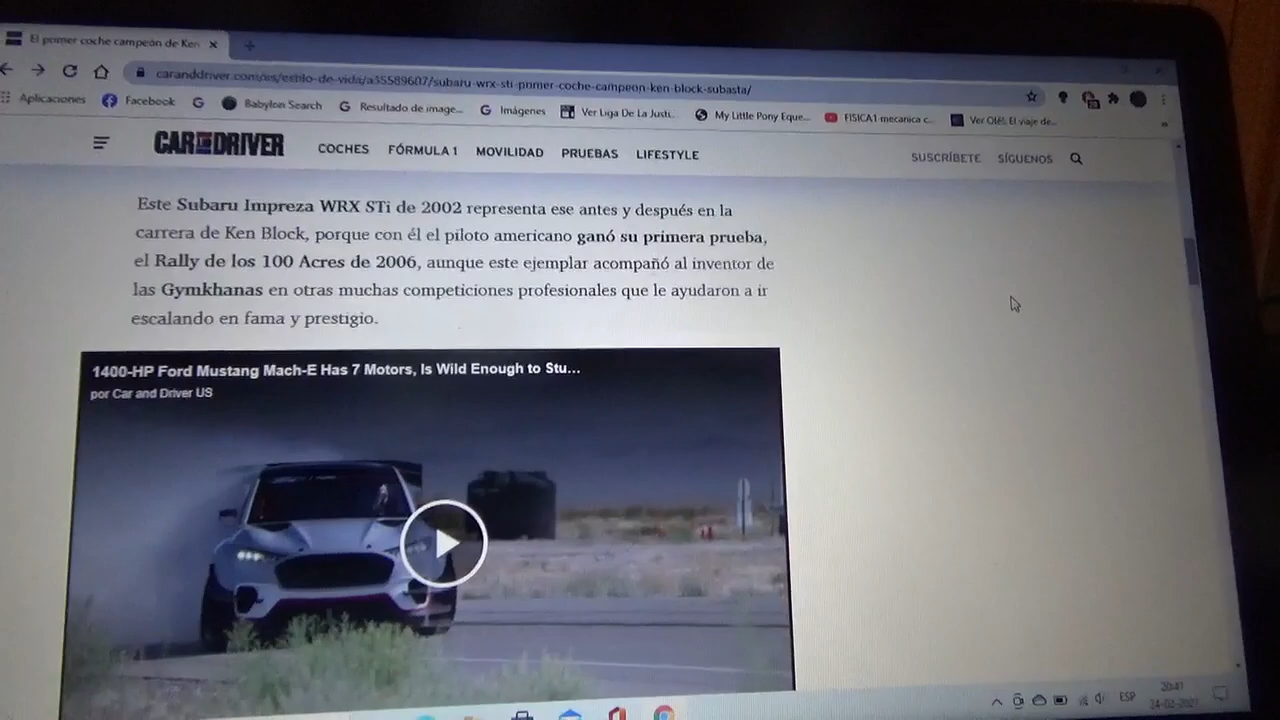 El primer coche campeón de Ken
caranddriver.com/es/estilo-de-vida/a35589607/subaru-wrx-sti-primer-coche-campeon-ken-block-subasta/
Aplicaciones Facebook Babylon Search Resultado de image... Imágenes Ver Liga De La Justi... My Little Pony Eque... FISICA1 mecanica c... Ver Olé! El viaje de...
CAR AND DRIVER COCHES FÓRMULA 1 MOVILIDAD PRUEBAS LIFESTYLE SUSCRÍBETE SÍGUENOS
Este Subaru Impreza WRX STi de 2002 representa ese antes y después en la
carrera de Ken Block, porque con él el piloto americano ganó su primera prueba,
el Rally de los 100 Acres de 2006, aunque este ejemplar acompañó al inventor de
las Gymkhanas en otras muchas competiciones profesionales que le ayudaron a ir
escalando en fama y prestigio.
1400-HP Ford Mustang Mach-E Has 7 Motors, Is Wild Enough to Stu...
por Car and Driver US
ESP
20:41
24-02-2021